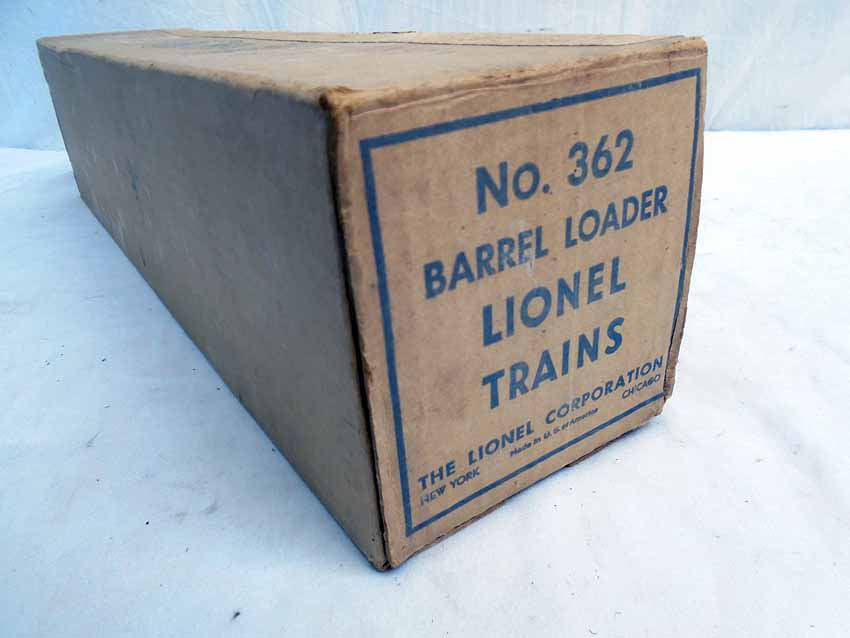 No. 362
BARREL LOADER
LIONEL
TRAINS
THE LIONEL CORPORATION
NEW YORK Made in U. S. of America CHICAGO